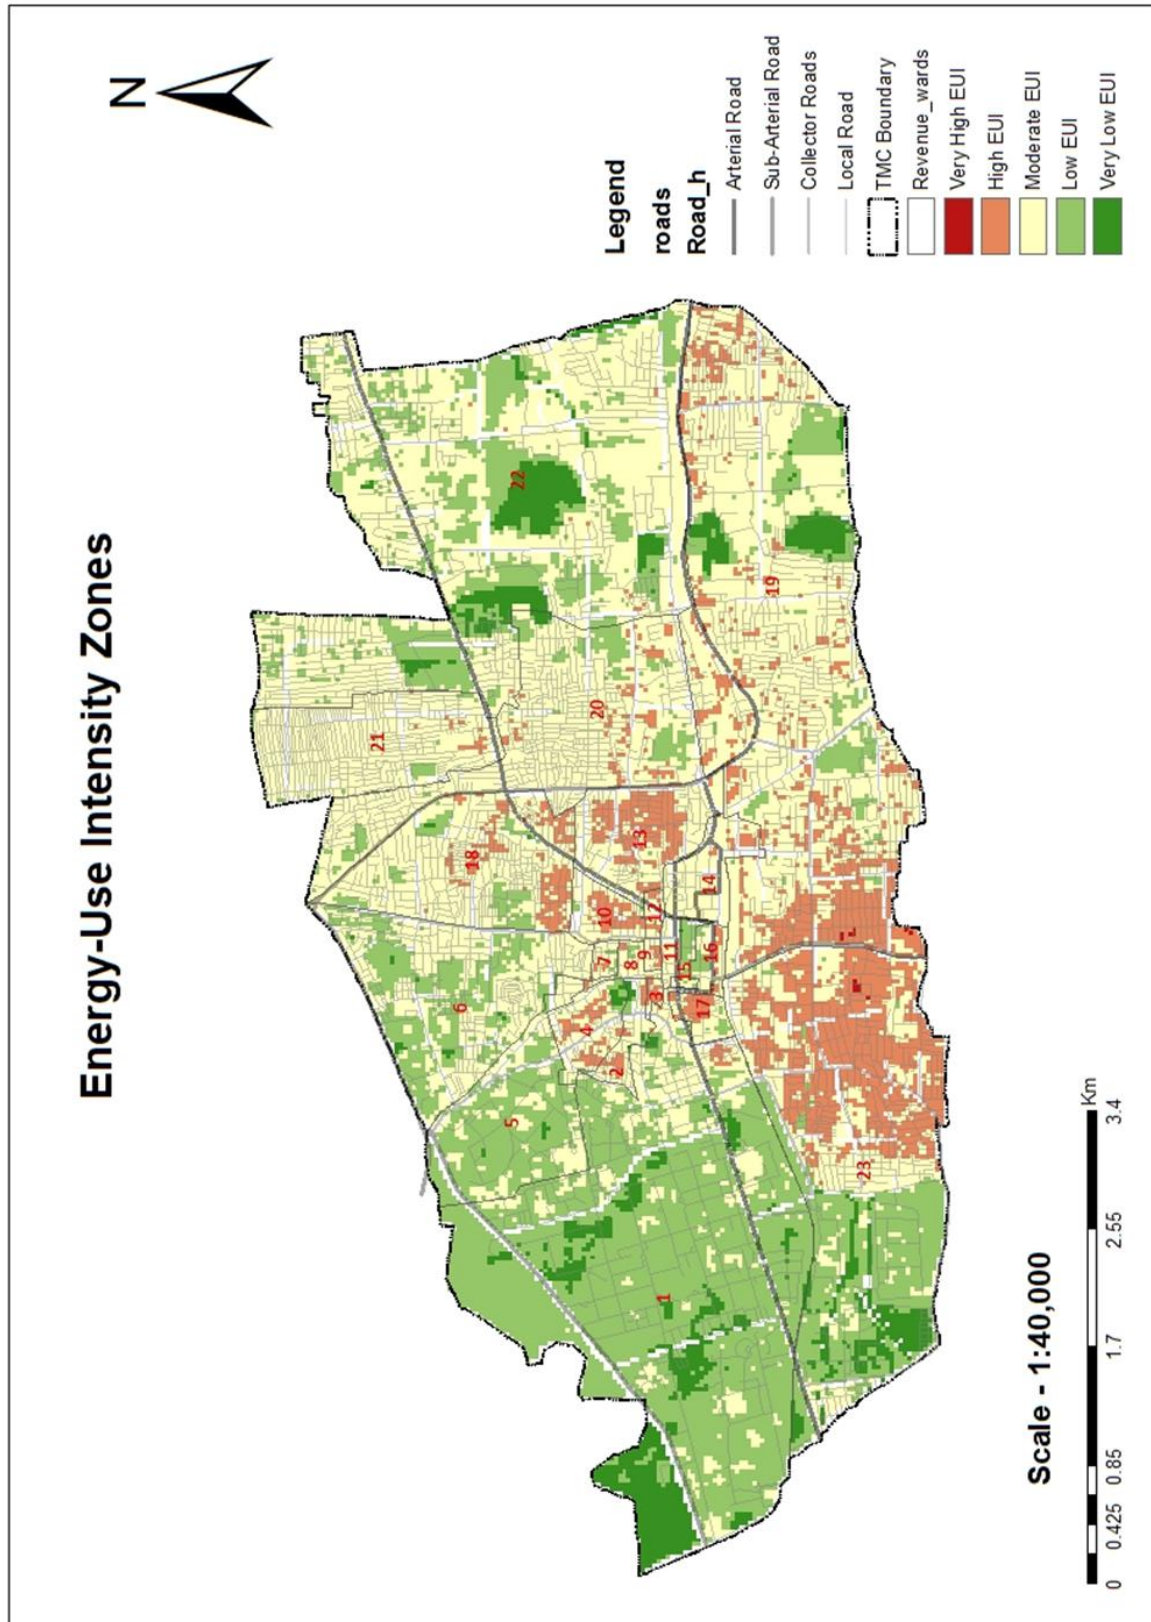 Energy-Use Intensity Zones
N
21
22
18
6
5
20
10
7
4
13
12
9
8
2
3
11
14
15
16
17
1
19
23
Legend
roads
Road_h
Arterial Road
Sub-Arterial Road
Collector Roads
Local Road
TMC Boundary
Revenue_wards
Very High EUI
High EUI
Moderate EUI
Low EUI
Very Low EUI
Scale - 1:40,000
0 0.425 0.85 1.7 2.55 3.4 Km